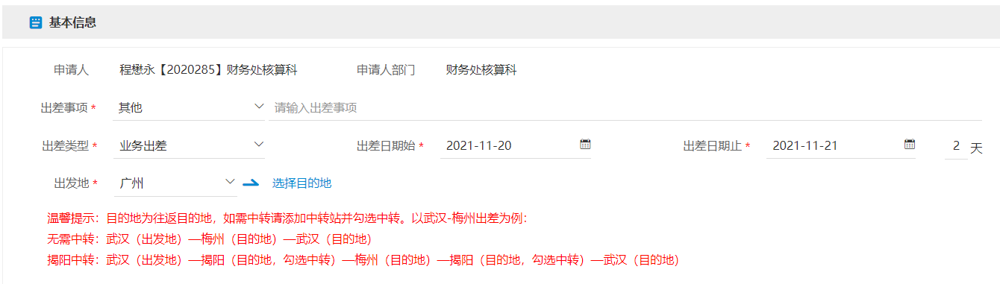 基本信息
申请人 程懋永【2020285】财务处核算科 申请人部门 财务处核算科
出差事项 * 其他 请输入出差事项
出差类型 * 业务出差 出差日期始 * 2021-11-20 出差日期止 * 2021-11-21 2 天
出发地 * 广州 选择目的地
温馨提示：目的地为往返目的地，如需中转请添加中转站并勾选中转。以武汉-梅州出差为例：
无需中转：武汉（出发地）—梅州（目的地）—武汉（目的地）
揭阳中转：武汉（出发地）—揭阳（目的地，勾选中转）—梅州（目的地）—揭阳（目的地，勾选中转）—武汉（目的地）